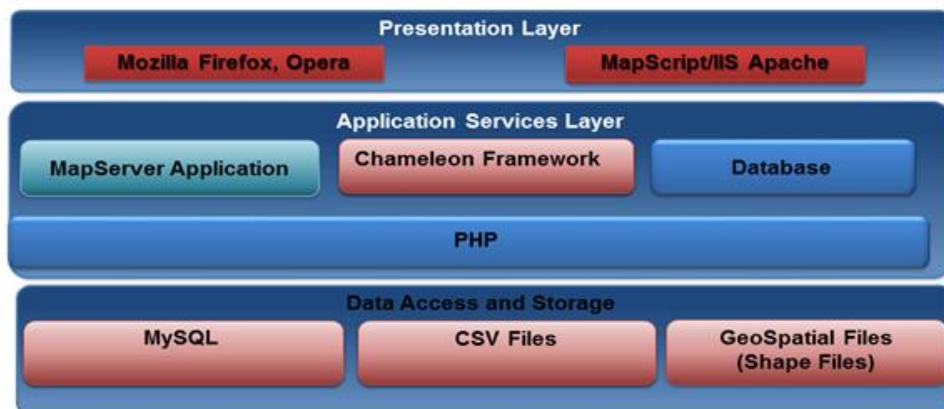 Presentation Layer
Mozilla Firefox, Opera
MapScript/IIS Apache
Application Services Layer
MapServer Application
Chameleon Framework
Database
PHP
Data Access and Storage
MySQL
CSV Files
GeoSpatial Files
(Shape Files)